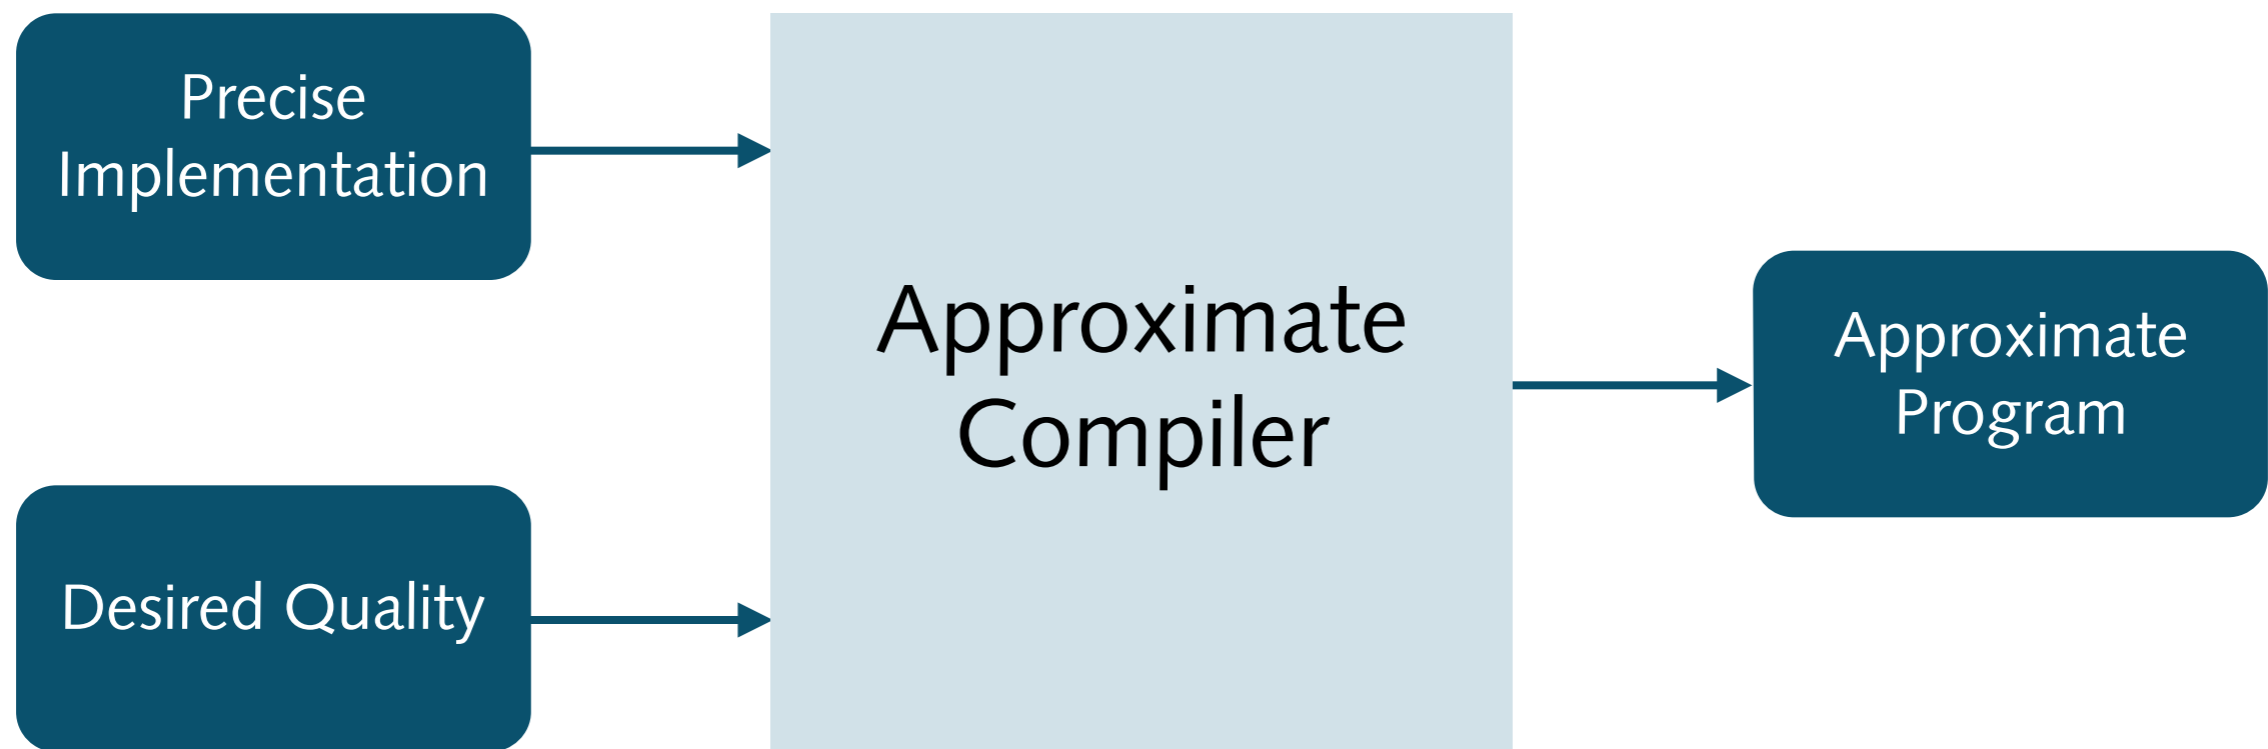 Precise
Implementation
Desired Quality
Approximate
Compiler
Approximate
Program